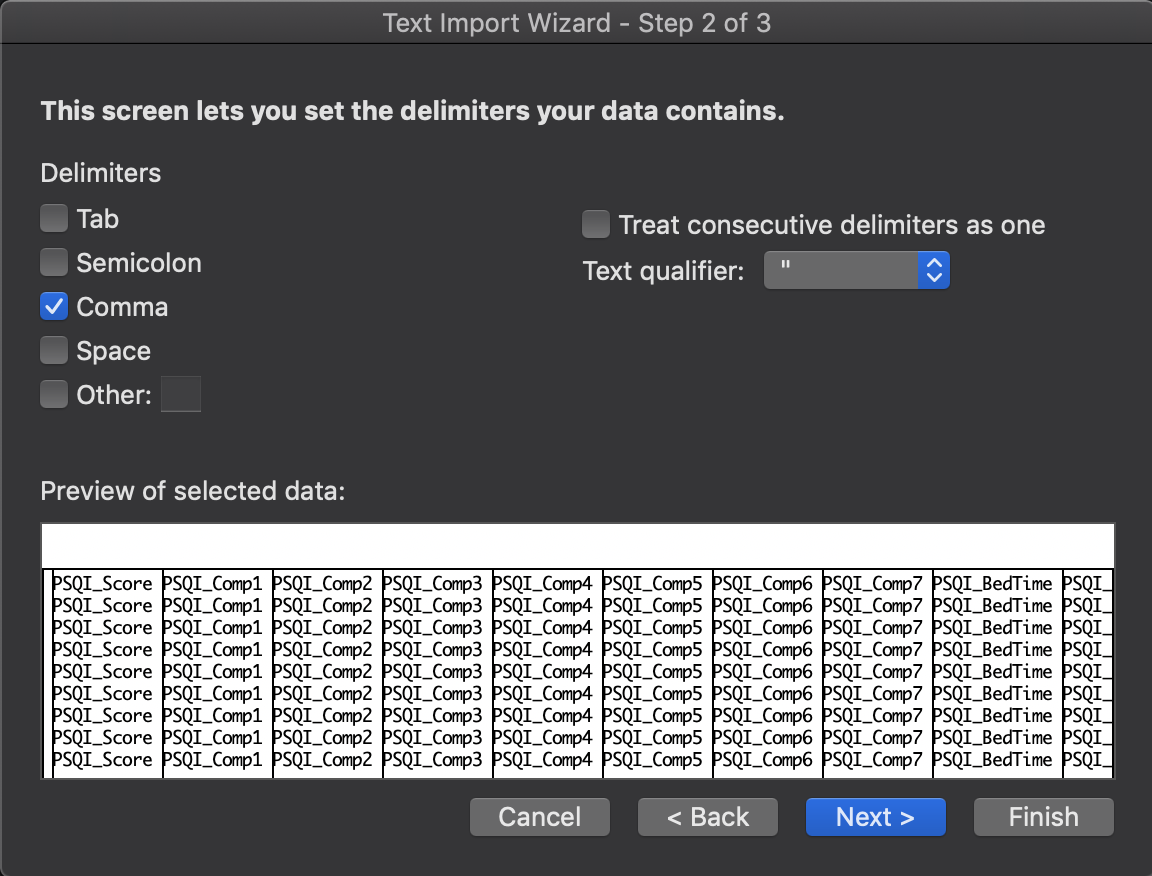 Text Import Wizard - Step 2 of 3
This screen lets you set the delimiters your data contains.
Delimiters
Tab
Semicolon
Comma
Space
Other:
Treat consecutive delimiters as one
Text qualifier: "
Preview of selected data:
PSQI_Score PSQI_Comp1 PSQI_Comp2 PSQI_Comp3 PSQI_Comp4 PSQI_Comp5 PSQI_Comp6 PSQI_Comp7 PSQI_BedTime PSQI_
PSQI_Score PSQI_Comp1 PSQI_Comp2 PSQI_Comp3 PSQI_Comp4 PSQI_Comp5 PSQI_Comp6 PSQI_Comp7 PSQI_BedTime PSQI_
PSQI_Score PSQI_Comp1 PSQI_Comp2 PSQI_Comp3 PSQI_Comp4 PSQI_Comp5 PSQI_Comp6 PSQI_Comp7 PSQI_BedTime PSQI_
PSQI_Score PSQI_Comp1 PSQI_Comp2 PSQI_Comp3 PSQI_Comp4 PSQI_Comp5 PSQI_Comp6 PSQI_Comp7 PSQI_BedTime PSQI_
PSQI_Score PSQI_Comp1 PSQI_Comp2 PSQI_Comp3 PSQI_Comp4 PSQI_Comp5 PSQI_Comp6 PSQI_Comp7 PSQI_BedTime PSQI_
PSQI_Score PSQI_Comp1 PSQI_Comp2 PSQI_Comp3 PSQI_Comp4 PSQI_Comp5 PSQI_Comp6 PSQI_Comp7 PSQI_BedTime PSQI_
PSQI_Score PSQI_Comp1 PSQI_Comp2 PSQI_Comp3 PSQI_Comp4 PSQI_Comp5 PSQI_Comp6 PSQI_Comp7 PSQI_BedTime PSQI_
PSQI_Score PSQI_Comp1 PSQI_Comp2 PSQI_Comp3 PSQI_Comp4 PSQI_Comp5 PSQI_Comp6 PSQI_Comp7 PSQI_BedTime PSQI_
PSQI_Score PSQI_Comp1 PSQI_Comp2 PSQI_Comp3 PSQI_Comp4 PSQI_Comp5 PSQI_Comp6 PSQI_Comp7 PSQI_BedTime PSQI_
Cancel < Back Next > Finish